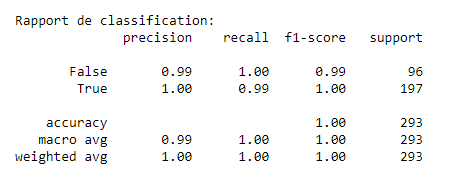 Rapport de classification:
precision recall f1-score support
False 0.99 1.00 0.99 96
True 1.00 0.99 1.00 197
accuracy 1.00 293
macro avg 0.99 1.00 1.00 293
weighted avg 1.00 1.00 1.00 293